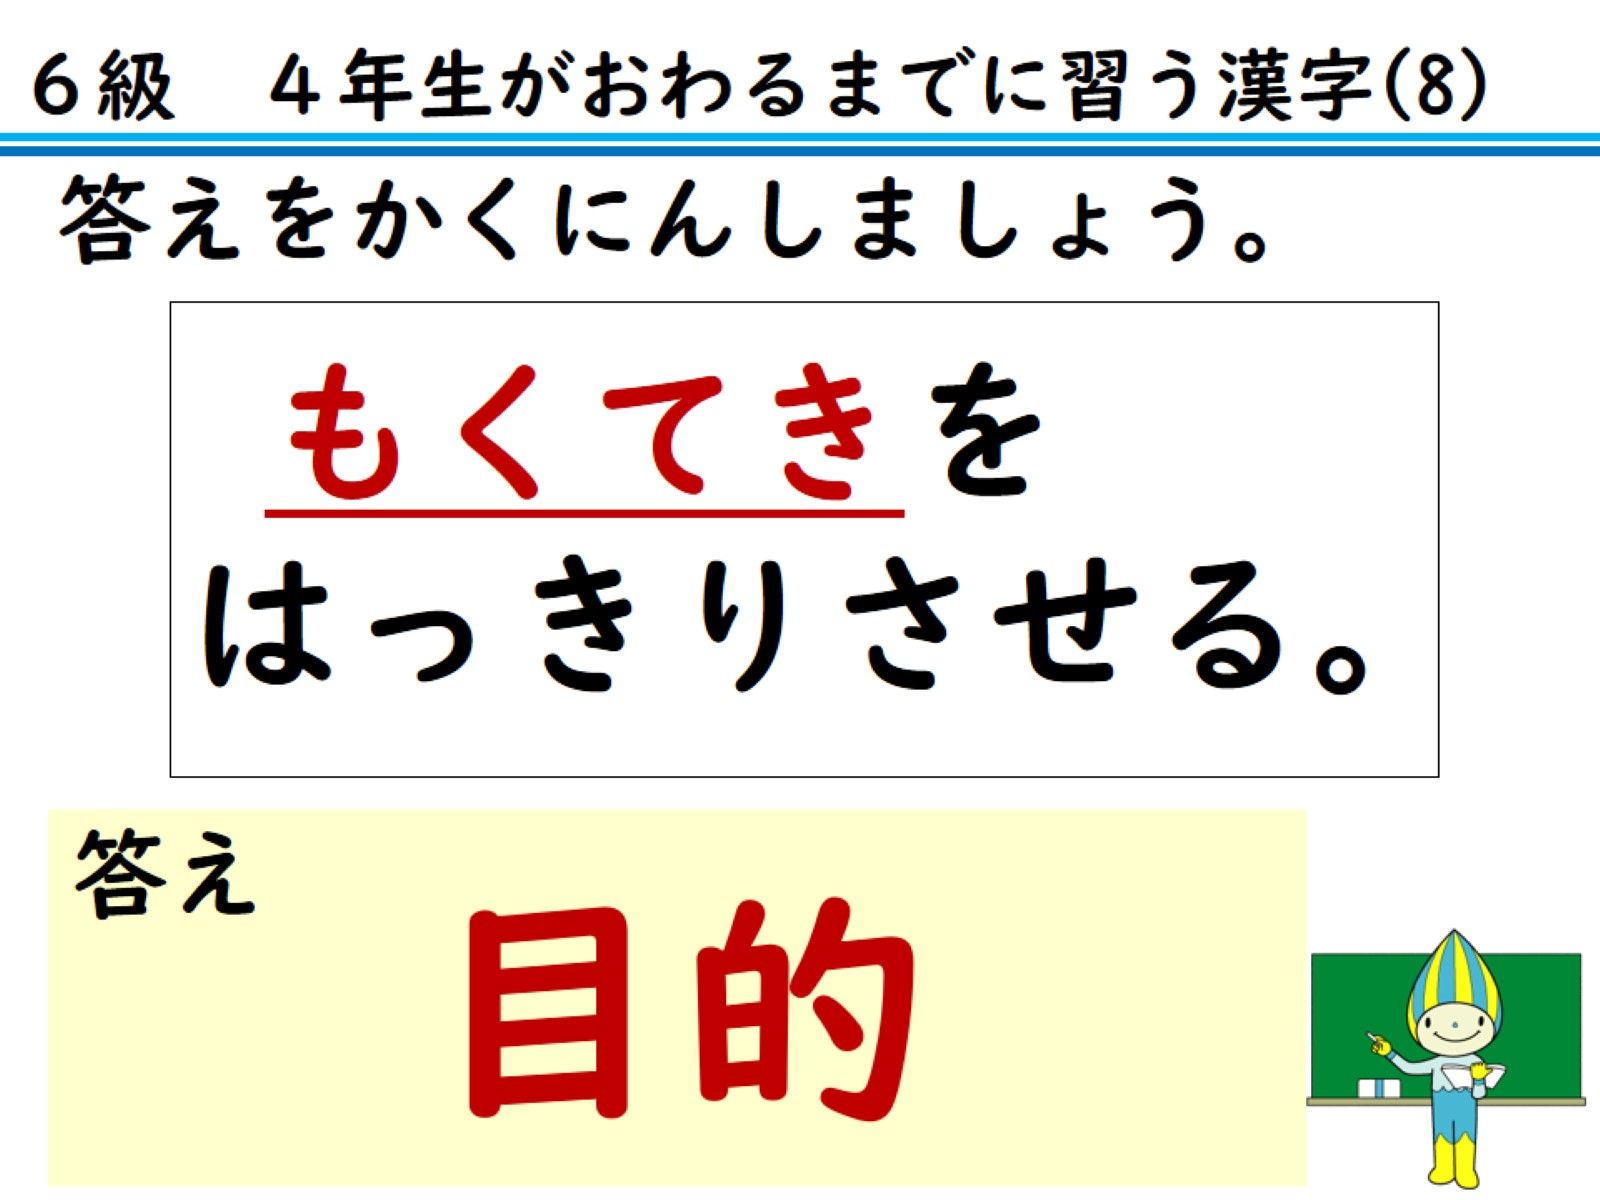 ６級　４年生がおわるまでに習う漢字(8)
答えをかくにんしましょう。
もくてきを
はっきりさせる。
答え
目的